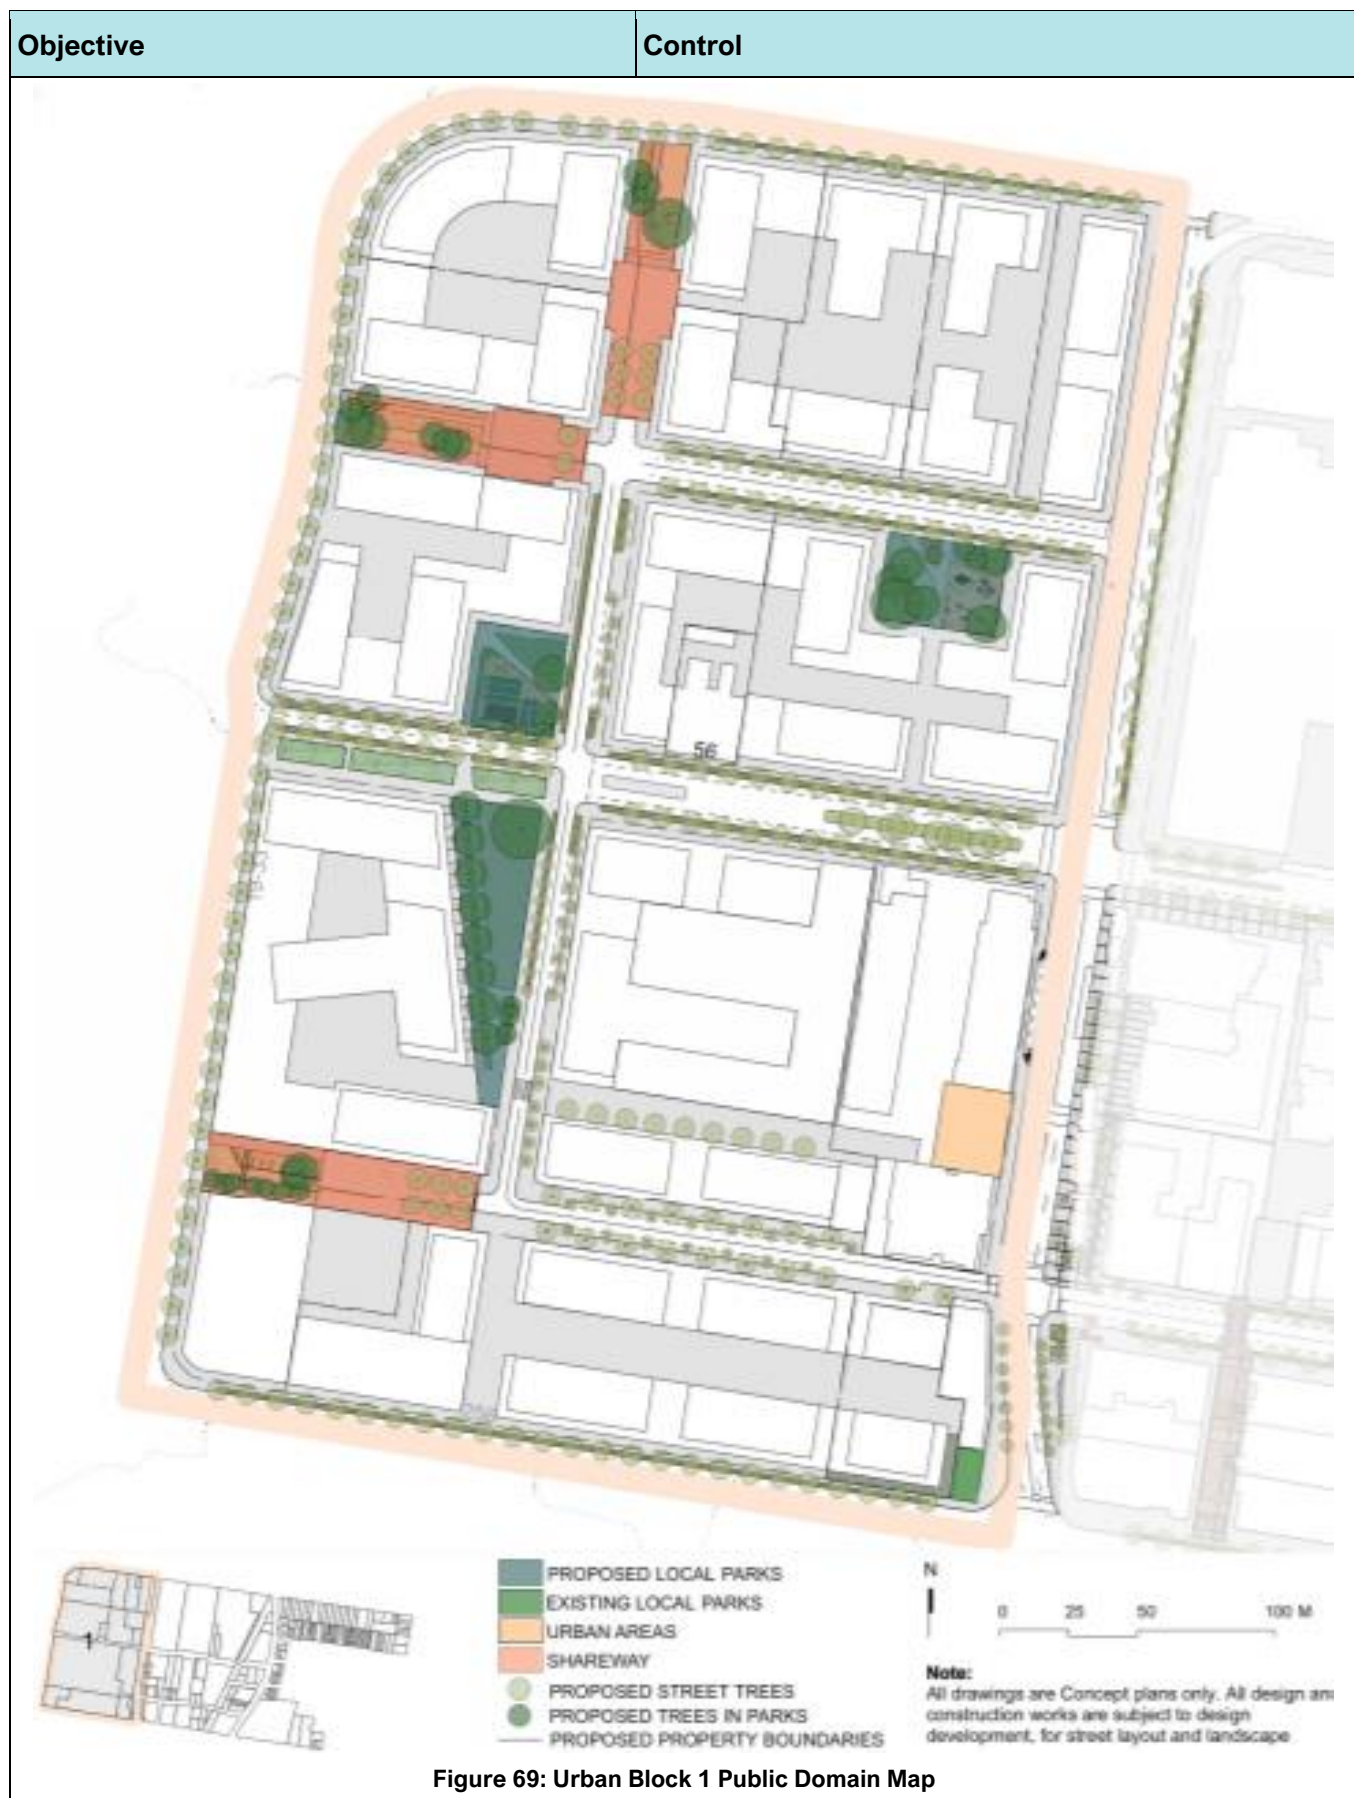 Objective
Control
56
1
PROPOSED LOCAL PARKS
EXISTING LOCAL PARKS
URBAN AREAS
SHAREWAY
PROPOSED STREET TREES
PROPOSED TREES IN PARKS
PROPOSED PROPERTY BOUNDARIES
N
0 25 50 100 M
Note:
All drawings are Concept plans only. All design and
construction works are subject to design
development, for street layout and landscape
Figure 69: Urban Block 1 Public Domain Map